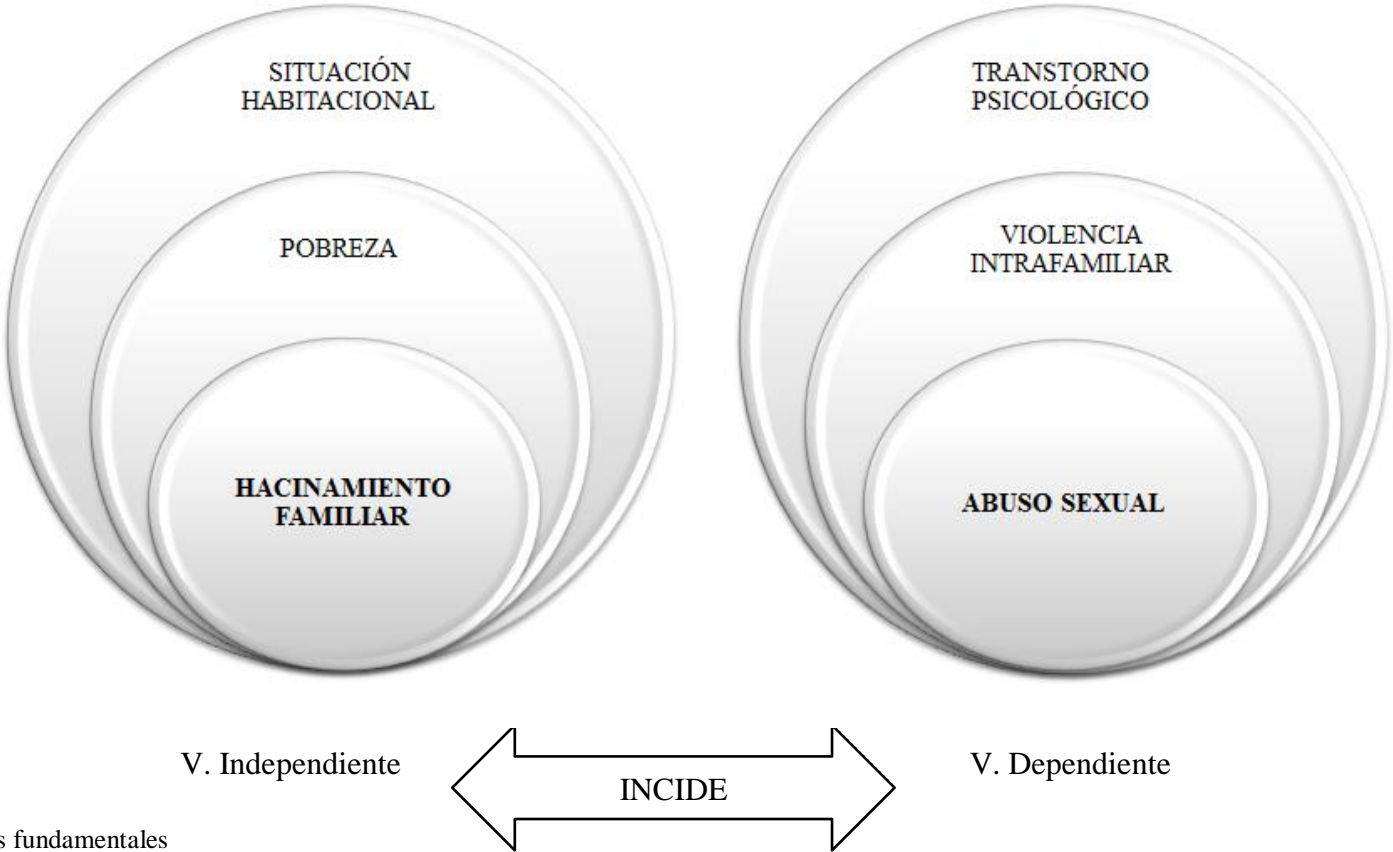 SITUACIÓN
HABITACIONAL
POBREZA
HACINAMIENTO
FAMILIAR
TRANSTORNO
PSICOLÓGICO
VIOLENCIA
INTRAFAMILIAR
ABUSO SEXUAL
V. Independiente
INCIDE
V. Dependiente
s fundamentales